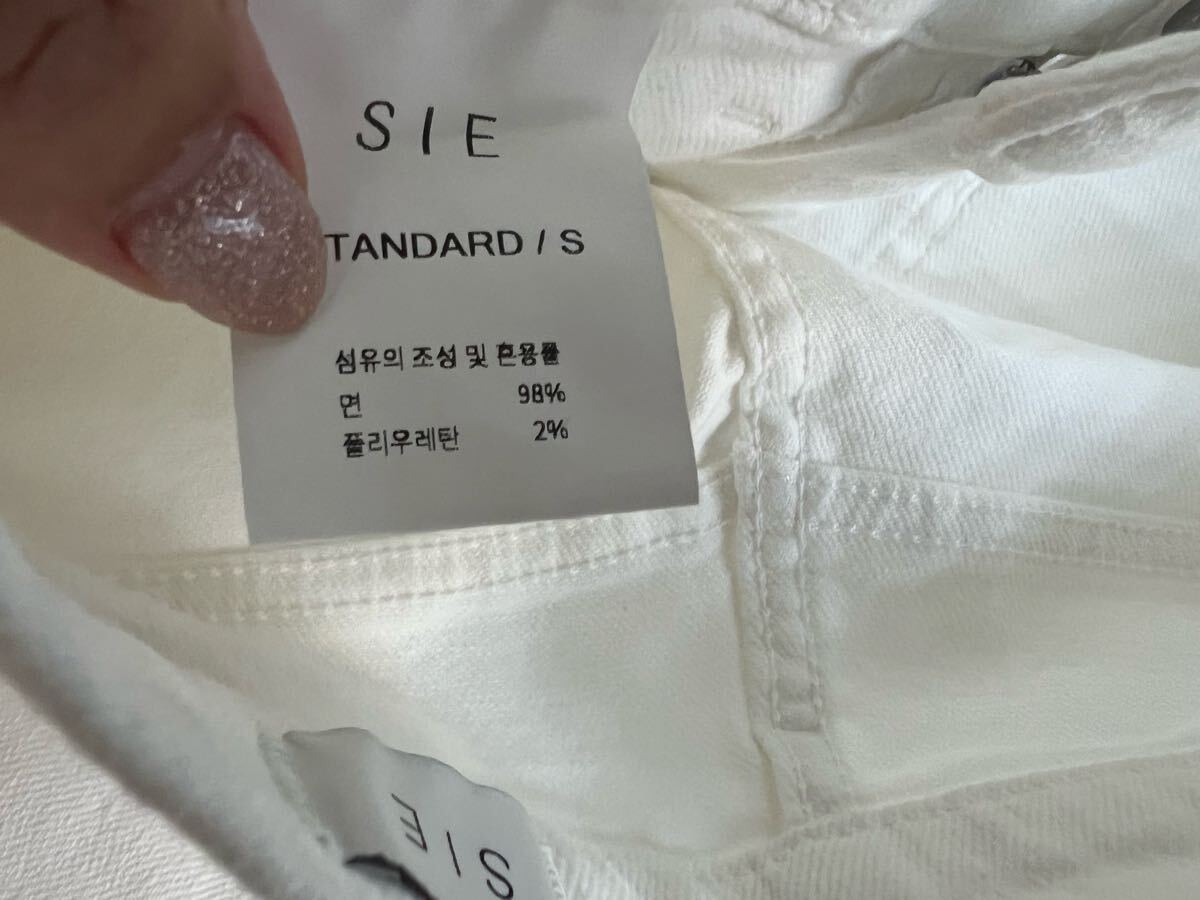 SIE
TANDARD / S
섬유의 조성 및 혼용률
면 98%
폴리우레탄 2%
SIE